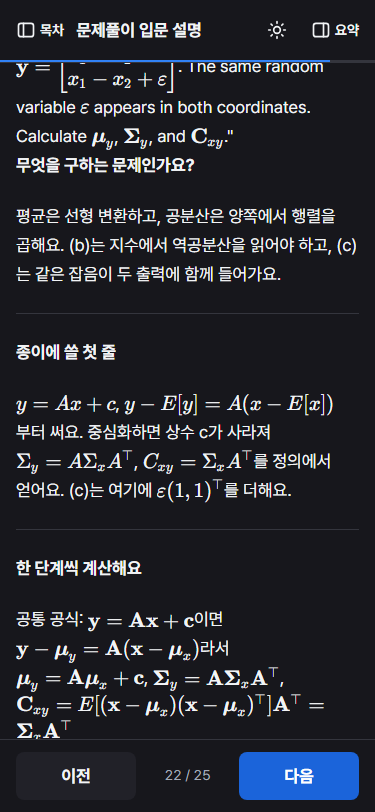 목차 문제풀이 입문 설명 요약
y = [x₁ − x₂ + ε]. The same random
variable ε appears in both coordinates.
Calculate μ_y, Σ_y, and C_xy."
무엇을 구하는 문제인가요?
평균은 선형 변환하고, 공분산은 양쪽에서 행렬을
곱해요. (b)는 지수에서 역공분산을 읽어야 하고, (c)
는 같은 잡음이 두 출력에 함께 들어가요.
종이에 쓸 첫 줄
y = Ax + c, y − E[y] = A(x − E[x])
부터 써요. 중심화하면 상수 c가 사라져
Σ_y = AΣ_xA^⊤, C_xy = Σ_xA^⊤를 정의에서
얻어요. (c)는 여기에 ε(1, 1)^⊤를 더해요.
한 단계씩 계산해요
공통 공식: y = Ax + c이면
y − μ_y = A(x − μ_x)라서
μ_y = Aμ_x + c, Σ_y = AΣ_xA^⊤,
C_xy = E[(x − μ_x)(x − μ_x)^⊤]A^⊤ =
Σ_xA^⊤
이전 22 / 25 다음